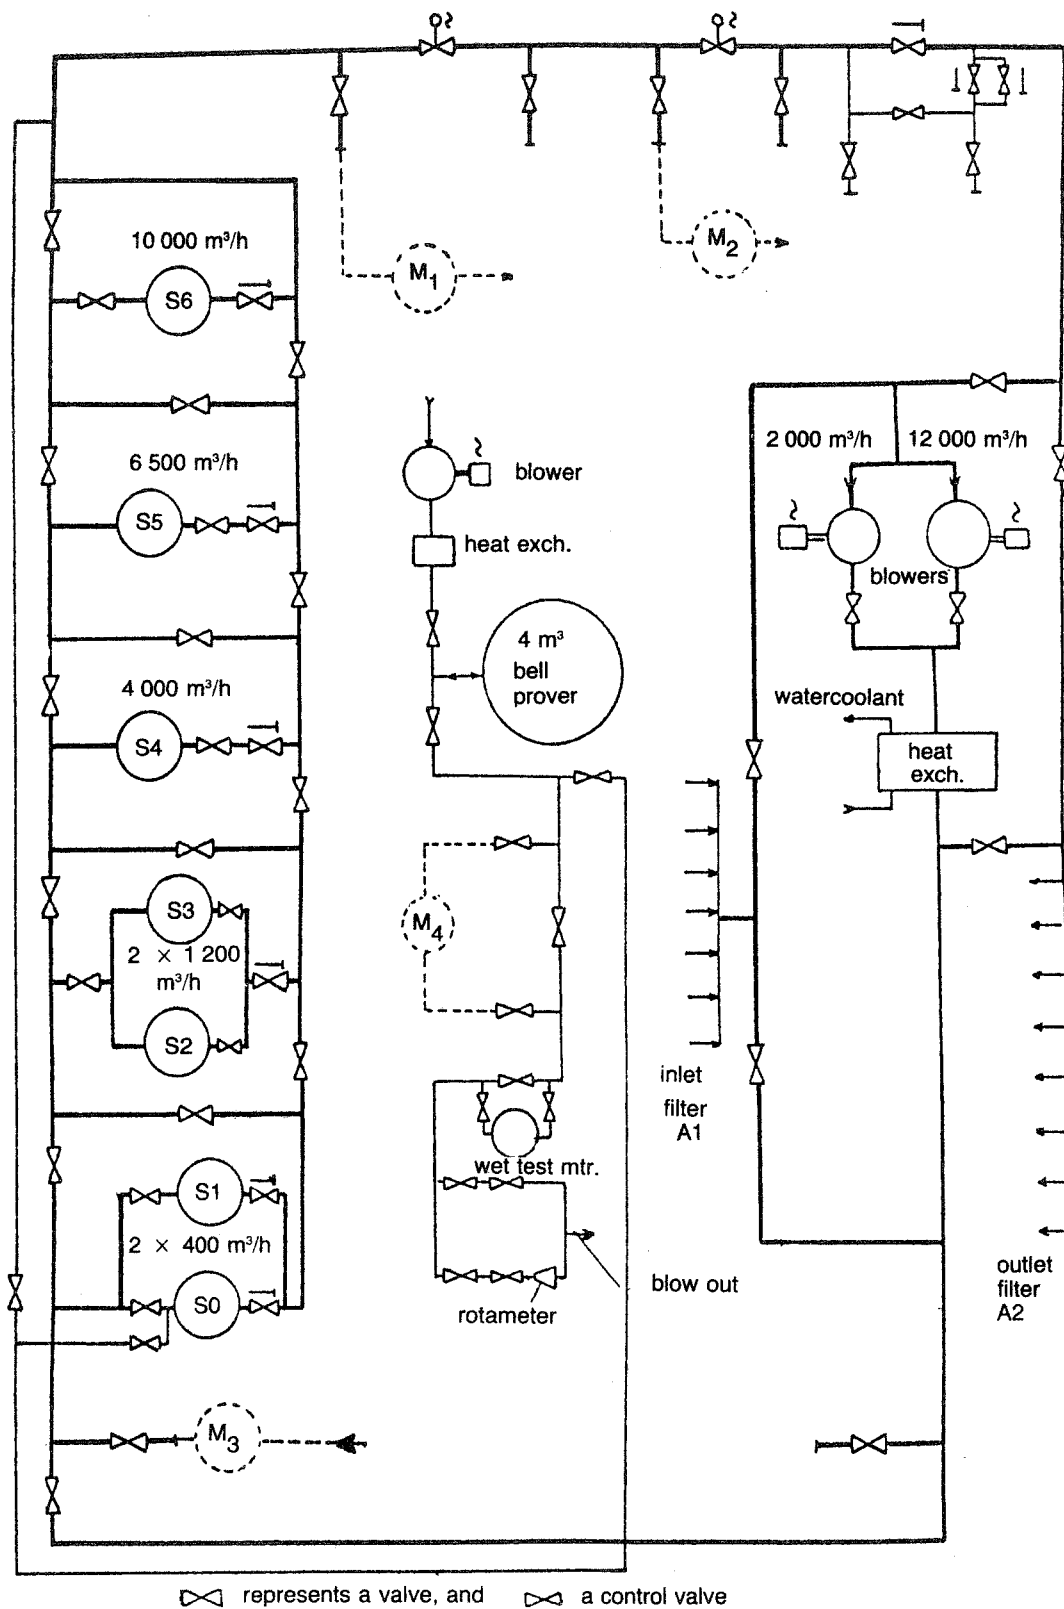 10 000 m³/h
S6
M₁
M₂
6 500 m³/h
S5
blower
heat exch.
2 000 m³/h
12 000 m³/h
blowers
4 m³
bell
prover
4 000 m³/h
S4
watercoolant
heat
exch.
S3
2 × 1 200
m³/h
S2
M₄
inlet
filter
A1
wet test mtr.
S1
2 × 400 m³/h
S0
blow out
rotameter
outlet
filter
A2
M₃
represents a valve, and
a control valve